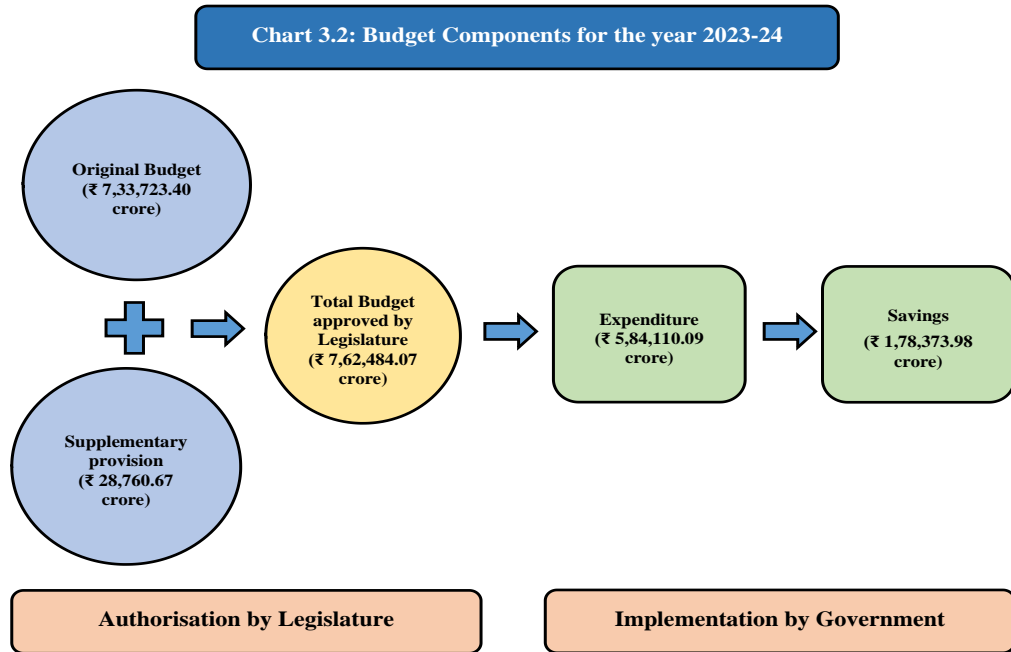 Chart 3.2: Budget Components for the year 2023-24
Original Budget
(₹ 7,33,723.40
crore)
Supplementary
provision
(₹ 28,760.67
crore)
Total Budget
approved by
Legislature
(₹ 7,62,484.07
crore)
Expenditure
(₹ 5,84,110.09
crore)
Savings
(₹ 1,78,373.98
crore)
Authorisation by Legislature
Implementation by Government